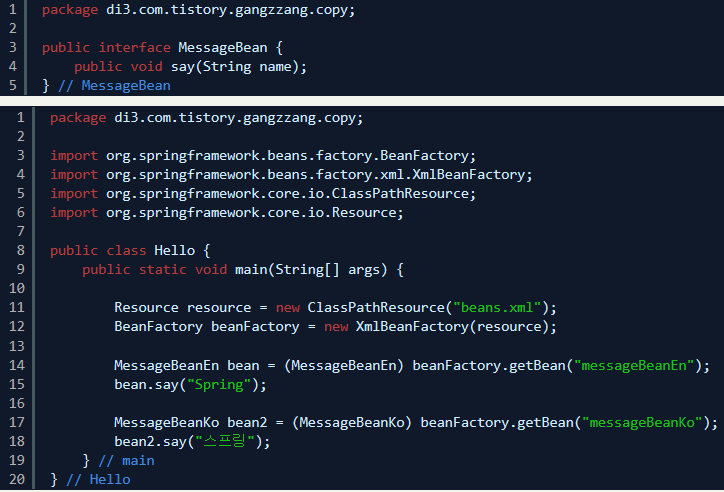 1 package di3.com.tistory.gangzzang.copy;
2
3 public interface MessageBean {
4 public void say(String name);
5 } // MessageBean
1 package di3.com.tistory.gangzzang.copy;
2
3 import org.springframework.beans.factory.BeanFactory;
4 import org.springframework.beans.factory.xml.XmlBeanFactory;
5 import org.springframework.core.io.ClassPathResource;
6 import org.springframework.core.io.Resource;
7
8 public class Hello {
9 public static void main(String[] args) {
10
11 Resource resource = new ClassPathResource("beans.xml");
12 BeanFactory beanFactory = new XmlBeanFactory(resource);
13
14 MessageBeanEn bean = (MessageBeanEn) beanFactory.getBean("messageBeanEn");
15 bean.say("Spring");
16
17 MessageBeanKo bean2 = (MessageBeanKo) beanFactory.getBean("messageBeanKo");
18 bean2.say("스프링");
19 } // main
20 } // Hello